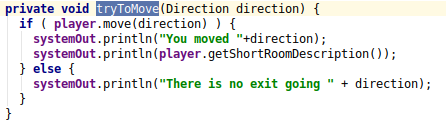 private void tryToMove(Direction direction) {
if ( player.move(direction) ) {
systemOut.println("You moved "+direction);
systemOut.println(player.getShortRoomDescription());
} else {
systemOut.println("There is no exit going " + direction);
}
}